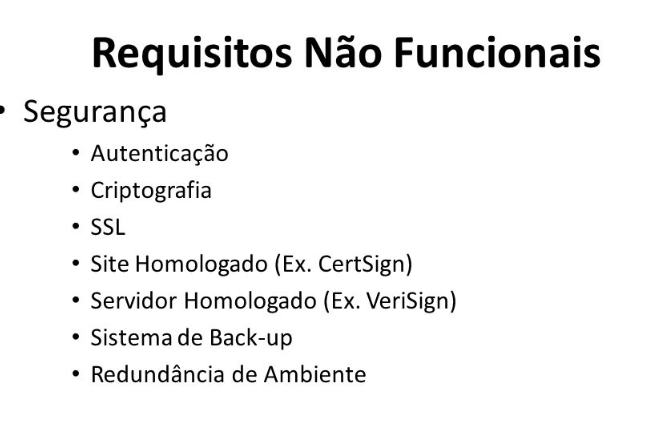 Requisitos Não Funcionais
• Segurança
• Autenticação
• Criptografia
• SSL
• Site Homologado (Ex. CertSign)
• Servidor Homologado (Ex. VeriSign)
• Sistema de Back-up
• Redundância de Ambiente